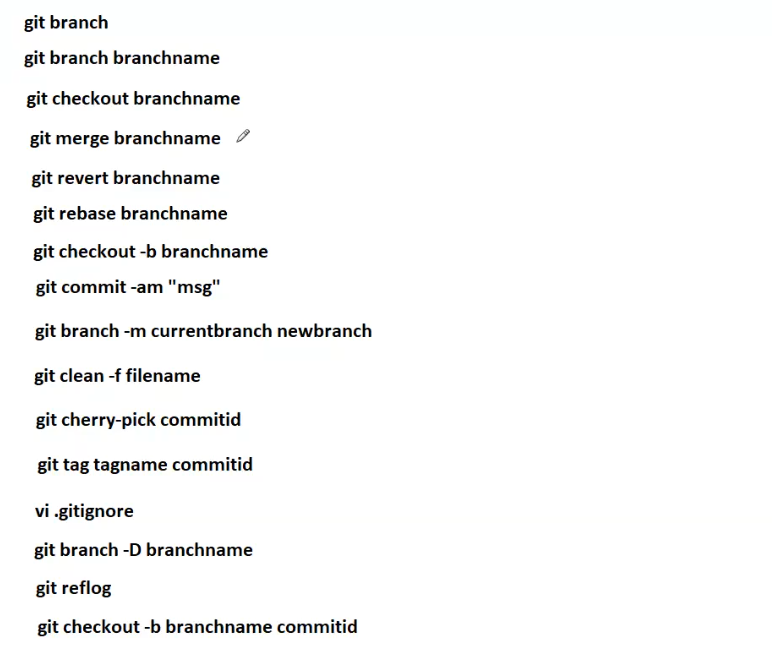 git branch
git branch branchname
git checkout branchname
git merge branchname
git revert branchname
git rebase branchname
git checkout -b branchname
git commit -am "msg"
git branch -m currentbranch newbranch
git clean -f filename
git cherry-pick commitid
git tag tagname commitid
vi .gitignore
git branch -D branchname
git reflog
git checkout -b branchname commitid